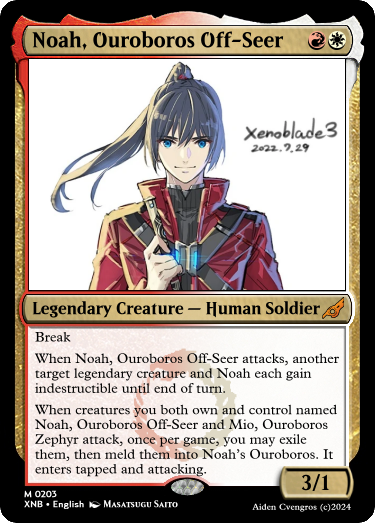 Noah, Ouroboros Off-Seer
Xenoblade3
2022.7.29
Legendary Creature — Human Soldier
Break
When Noah, Ouroboros Off-Seer attacks, another
target legendary creature and Noah each gain
indestructible until end of turn.
When creatures you both own and control named
Noah, Ouroboros Off-Seer and Mio, Ouroboros
Zephyr attack, once per game, you may exile
them, then meld them into Noah's Ouroboros. It
enters tapped and attacking.
3/1
M 0203
XNB • English Masatsugu Saito
Aiden Cvengros (c)2024